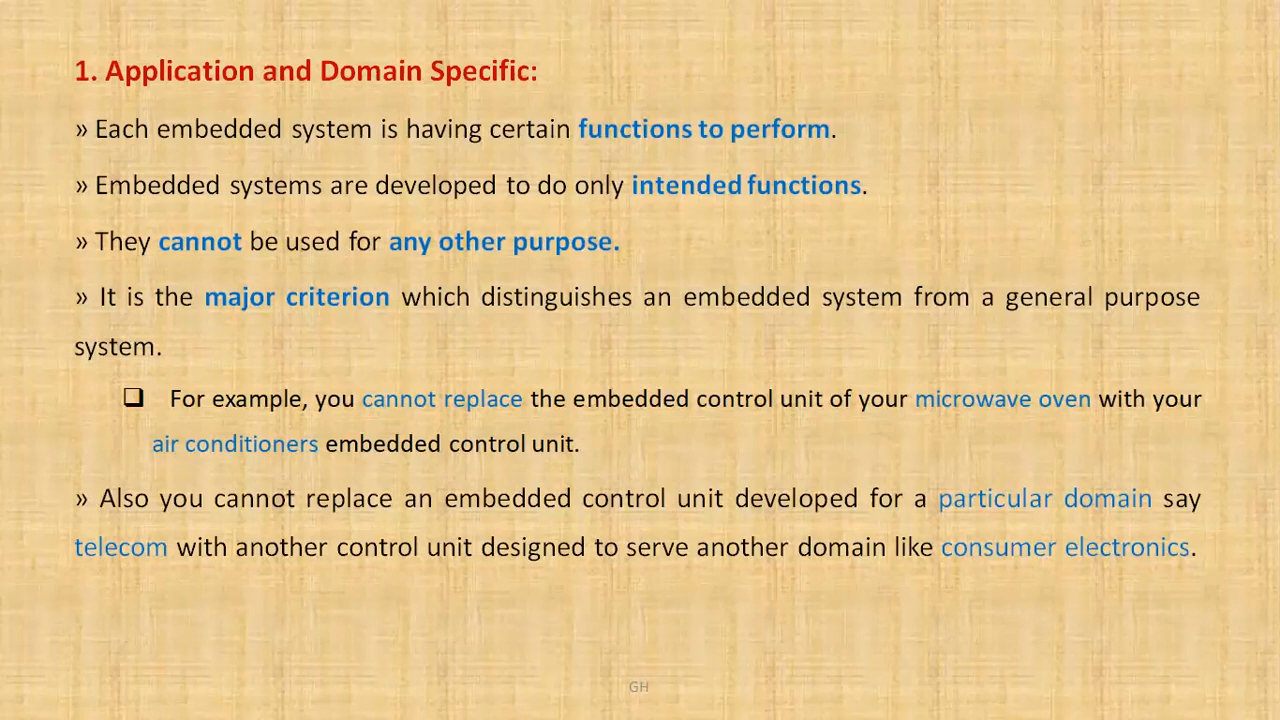 1. Application and Domain Specific:
» Each embedded system is having certain functions to perform.
» Embedded systems are developed to do only intended functions.
» They cannot be used for any other purpose.
» It is the major criterion which distinguishes an embedded system from a general purpose
system.
❑ For example, you cannot replace the embedded control unit of your microwave oven with your
air conditioners embedded control unit.
» Also you cannot replace an embedded control unit developed for a particular domain say
telecom with another control unit designed to serve another domain like consumer electronics.
GH